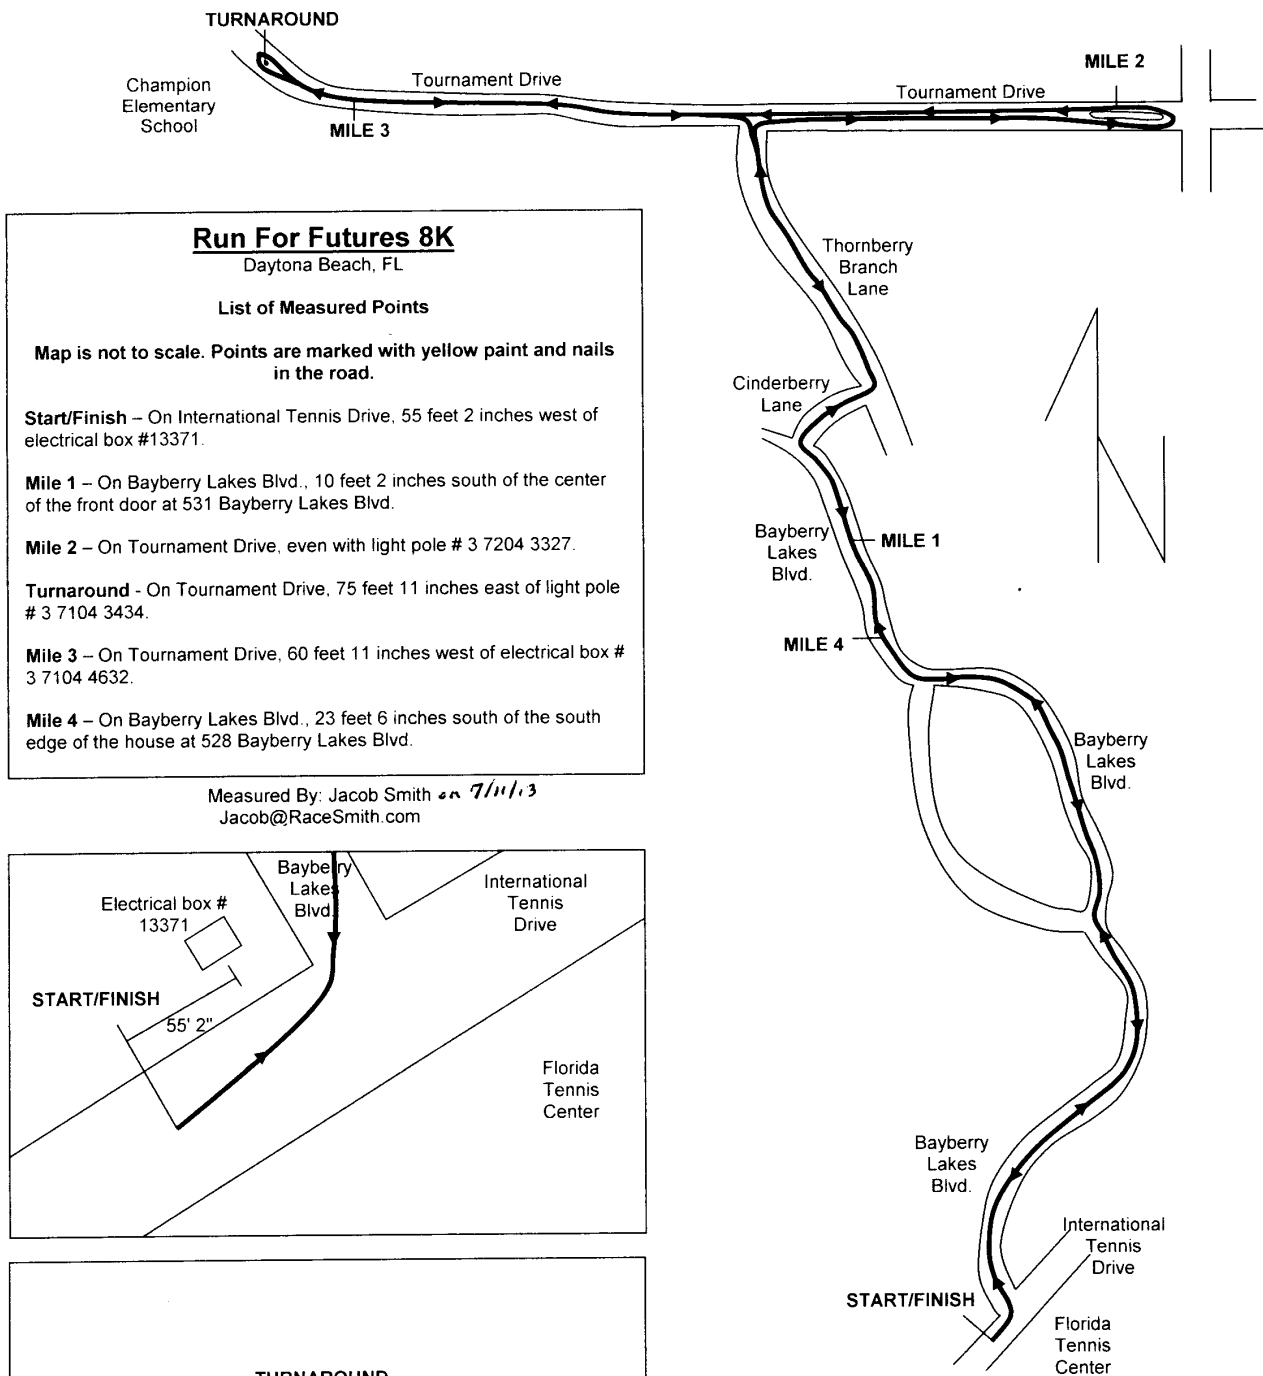 TURNAROUND
Champion
Elementary
School
Tournament Drive
MILE 3
MILE 2
Tournament Drive
Run For Futures 8K
Daytona Beach, FL
List of Measured Points
Map is not to scale. Points are marked with yellow paint and nails
in the road.
Start/Finish – On International Tennis Drive, 55 feet 2 inches west of
electrical box #13371.
Mile 1 – On Bayberry Lakes Blvd., 10 feet 2 inches south of the center
of the front door at 531 Bayberry Lakes Blvd.
Mile 2 – On Tournament Drive, even with light pole # 3 7204 3327.
Turnaround - On Tournament Drive, 75 feet 11 inches east of light pole
# 3 7104 3434.
Mile 3 – On Tournament Drive, 60 feet 11 inches west of electrical box #
3 7104 4632.
Mile 4 – On Bayberry Lakes Blvd., 23 feet 6 inches south of the south
edge of the house at 528 Bayberry Lakes Blvd.
Measured By: Jacob Smith on 7/11/13
Jacob@RaceSmith.com
Thornberry
Branch
Lane
Cinderberry
Lane
Bayberry
Lakes
Blvd.
MILE 1
MILE 4
Bayberry
Lakes
Blvd.
Bayberry
Lakes
Blvd.
International
Tennis
Drive
START/FINISH
Florida
Tennis
Center
N
Bayberry
Lakes
Blvd.
Electrical box #
13371
International
Tennis
Drive
START/FINISH
55' 2"
Florida
Tennis
Center
TURNAROUND